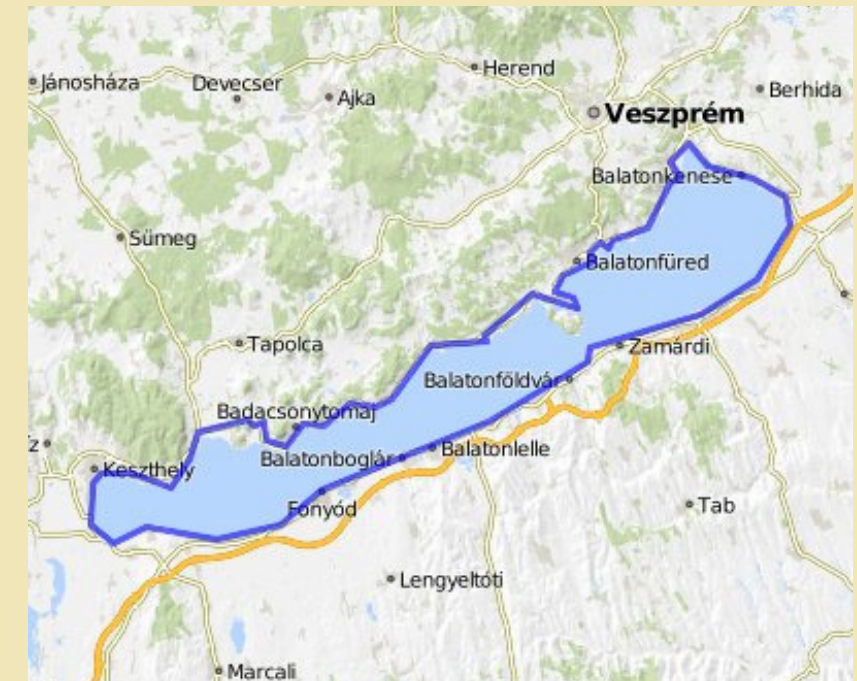 Herend
Jánosháza
Devecser
Ajka
Berhida
Veszprém
Balatonkenese
Sümeg
Balatonfüred
Tapolca
Zamárdi
Balatonföldvár
Badacsonytomaj
Balatonlelle
Balatonboglár
z
Keszthely
Fonyód
Tab
Lengyeltóti
Marcali